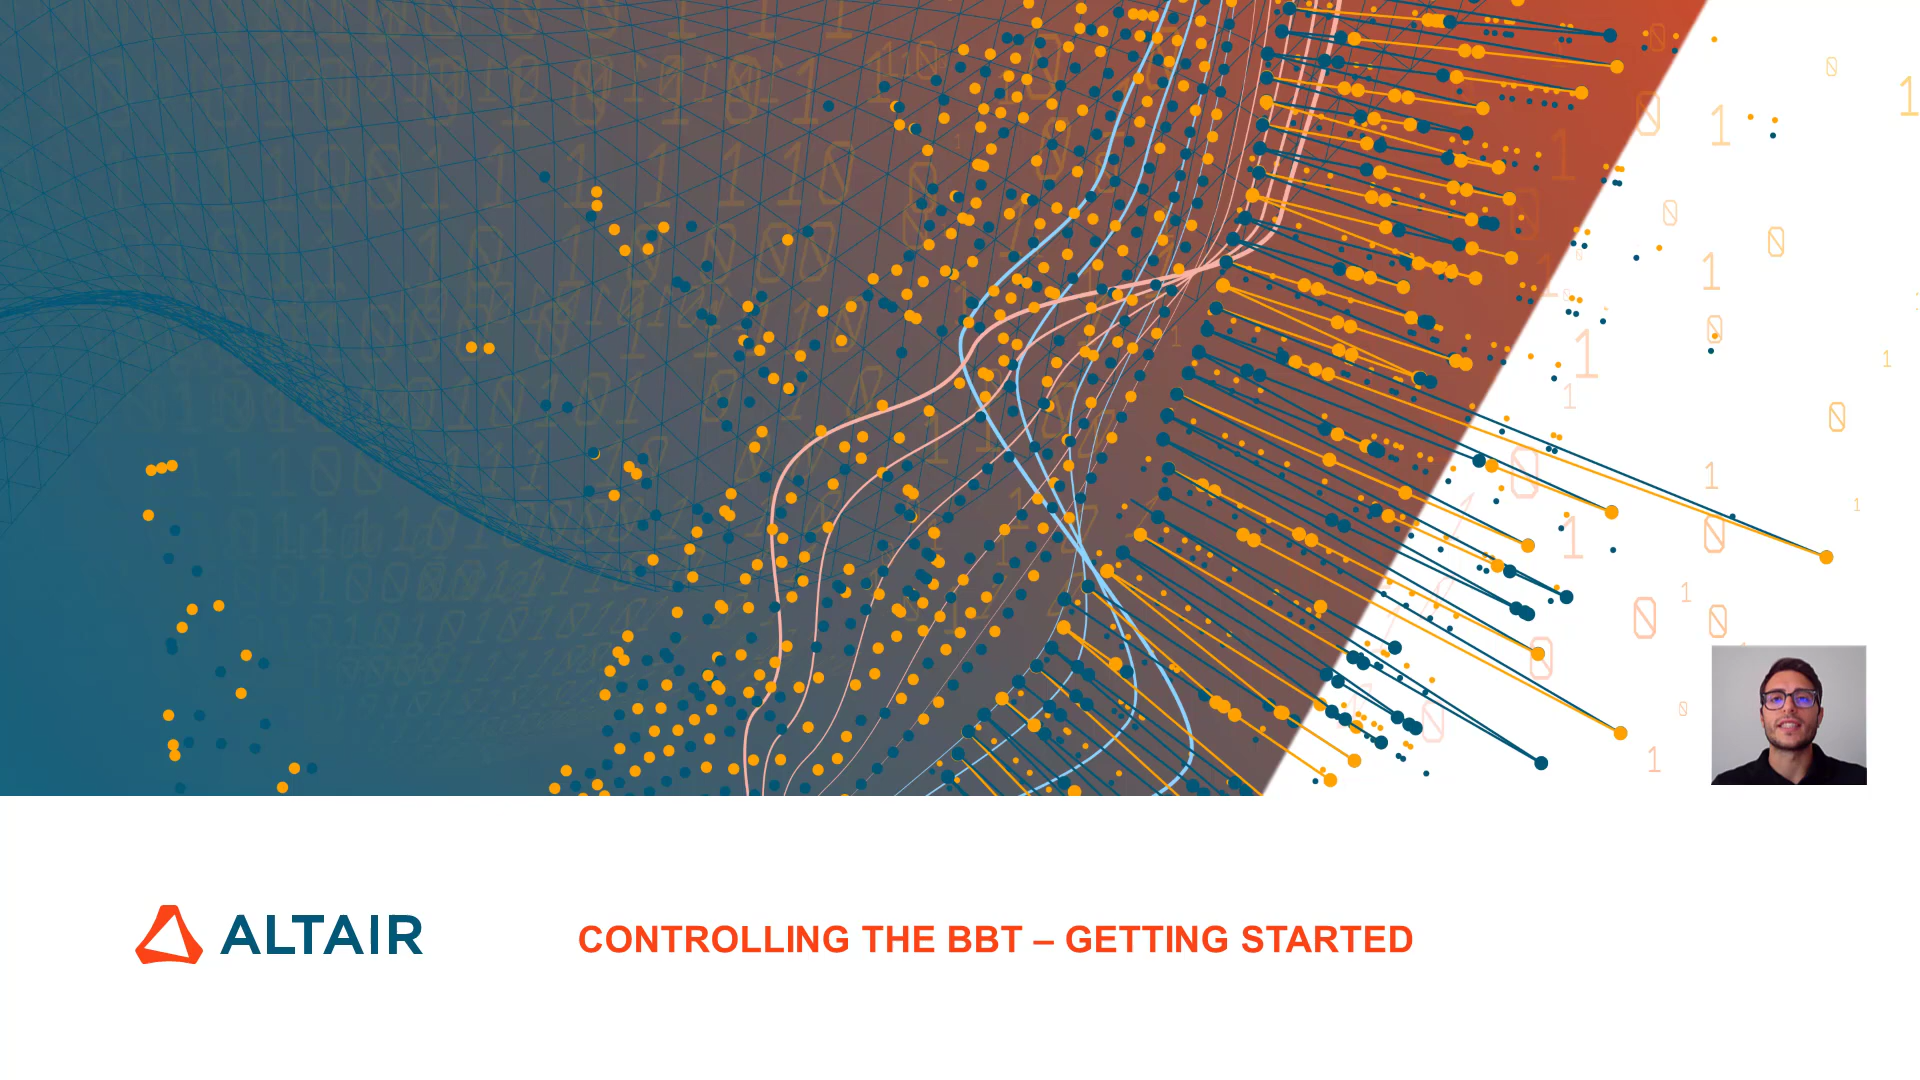 ALTAIR
CONTROLLING THE BBT – GETTING STARTED